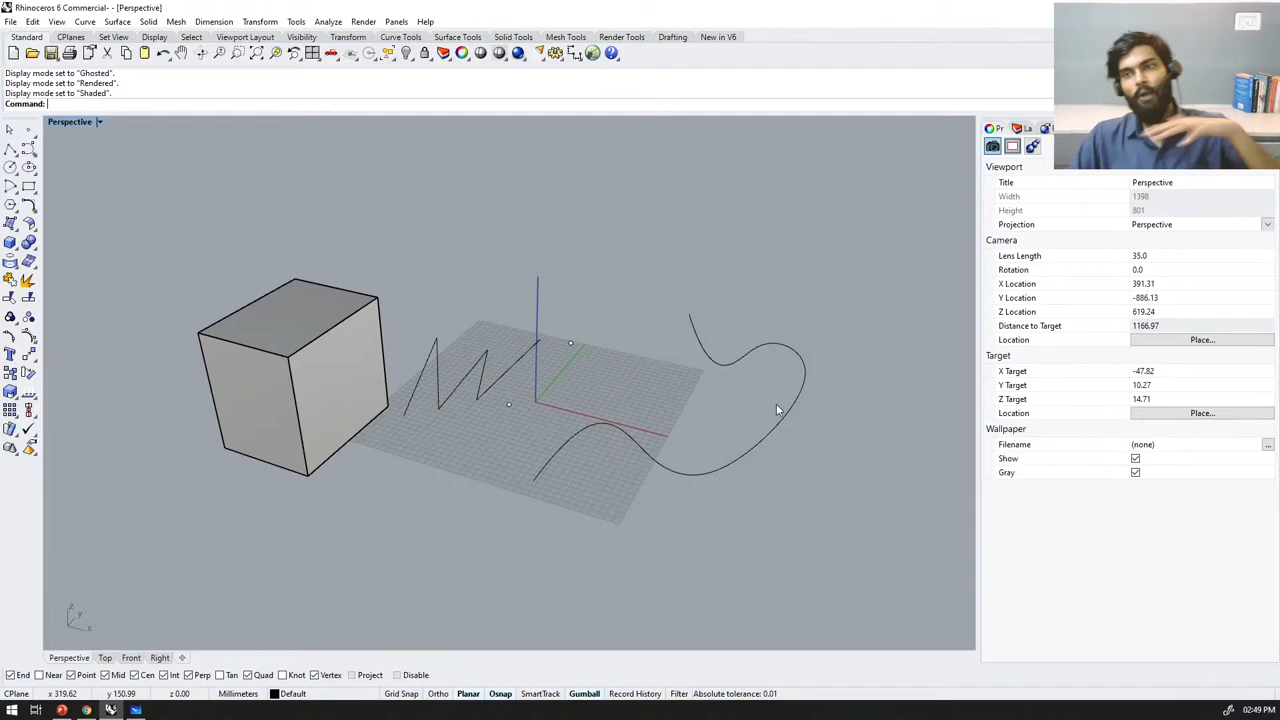 Rhinoceros 6 Commercial- - [Perspective]
File Edit View Curve Surface Solid Mesh Dimension Transform Tools Analyze Render Panels Help
Standard CPlanes Set View Display Select Viewport Layout Visibility Transform Curve Tools Surface Tools Solid Tools Mesh Tools Render Tools Drafting New in V6
Display mode set to "Ghosted".
Display mode set to "Rendered".
Display mode set to "Shaded".
Command:
Perspective
Pr La
Viewport
Title Perspective
Width 1398
Height 801
Projection Perspective
Camera
Lens Length 35.0
Rotation 0.0
X Location 391.31
Y Location -886.13
Z Location 619.24
Distance to Target 1166.97
Location Place...
Target
X Target -47.82
Y Target 10.27
Z Target 14.71
Location Place...
Wallpaper
Filename (none) ...
Show
Gray
z
y
x
Perspective Top Front Right
End Near Point Mid Cen Int Perp Tan Quad Knot Vertex Project Disable
CPlane x 319.62 y 150.99 z 0.00 Millimeters Default Grid Snap Ortho Planar Osnap SmartTrack Gumball Record History Filter Absolute tolerance: 0.01
02:49 PM